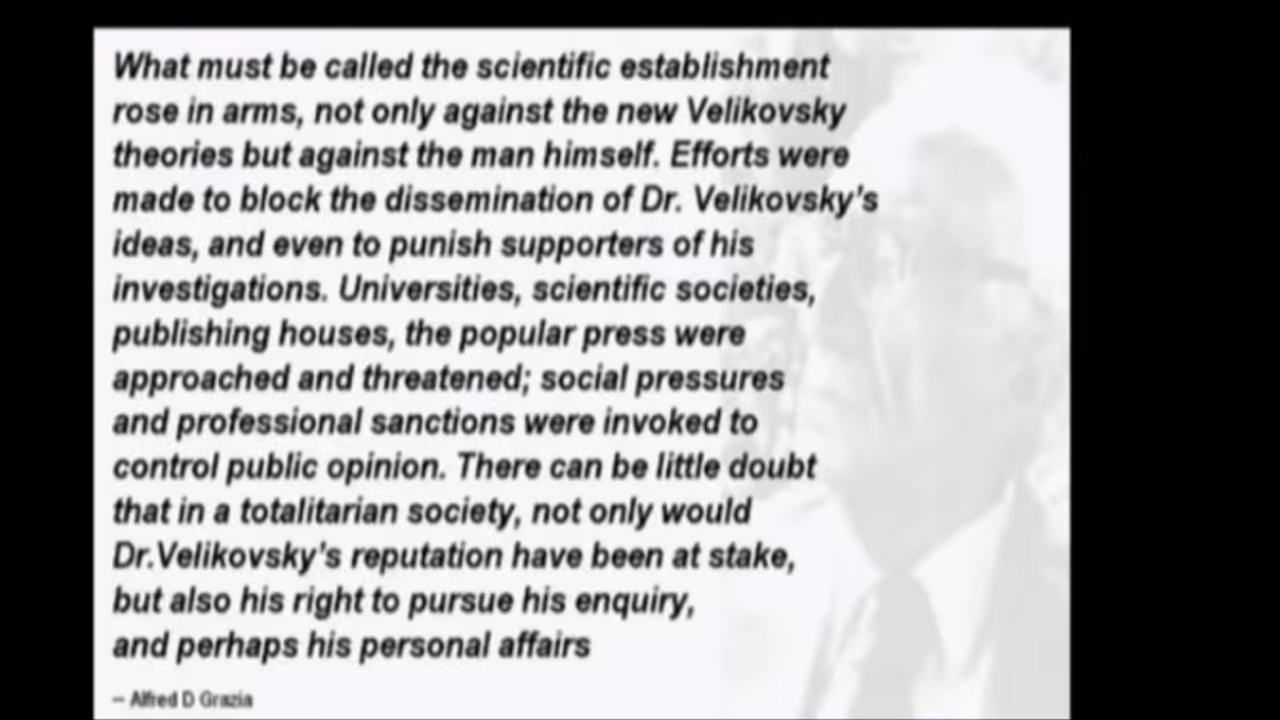 What must be called the scientific establishment
rose in arms, not only against the new Velikovsky
theories but against the man himself. Efforts were
made to block the dissemination of Dr. Velikovsky's
ideas, and even to punish supporters of his
investigations. Universities, scientific societies,
publishing houses, the popular press were
approached and threatened; social pressures
and professional sanctions were invoked to
control public opinion. There can be little doubt
that in a totalitarian society, not only would
Dr.Velikovsky's reputation have been at stake,
but also his right to pursue his enquiry,
and perhaps his personal affairs
– Alfred D Grazia